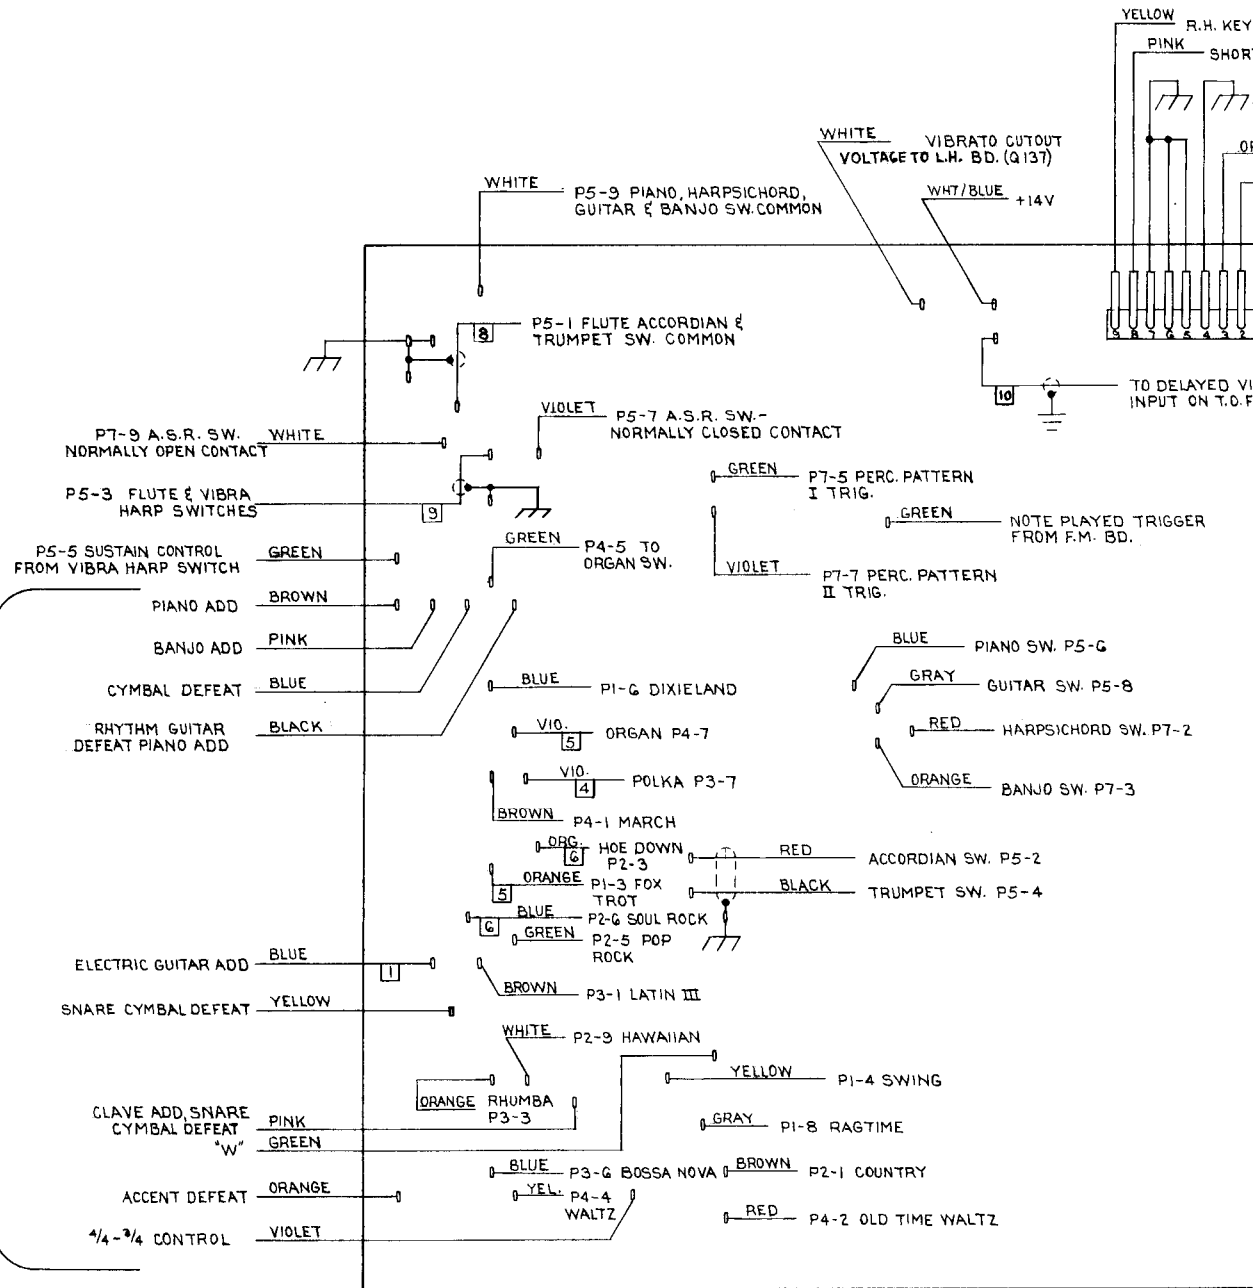 YELLOW
R.H. KEY
PINK
WHITE
VIBRATO CUTOUT
VOLTAGE TO L.H. BD. (Q137)
WHITE
P5-9 PIANO, HARPSICHORD,
GUITAR & BANJO SW. COMMON
WHT/BLUE
+14V
9 8 7 6 5 4 3 2
8
P5-1 FLUTE ACCORDIAN &
TRUMPET SW. COMMON
10
TO DELAYED
INPUT ON T.O.F
P7-9 A.S.R. SW.
NORMALLY OPEN CONTACT
WHITE
VIOLET
P5-7 A.S.R. SW.-
NORMALLY CLOSED CONTACT
P5-3 FLUTE & VIBRA
HARP SWITCHES
9
GREEN
P7-5 PERC. PATTERN
I TRIG.
GREEN
NOTE PLAYED TRIGGER
FROM F.M. BD.
P5-5 SUSTAIN CONTROL
FROM VIBRA HARP SWITCH
GREEN
GREEN
P4-5 TO
ORGAN SW.
VIOLET
P7-7 PERC. PATTERN
II TRIG.
PIANO ADD
BROWN
BANJO ADD
PINK
BLUE
PIANO SW. P5-6
CYMBAL DEFEAT
BLUE
BLUE
P1-6 DIXIELAND
GRAY
GUITAR SW. P5-8
RHYTHM GUITAR
DEFEAT PIANO ADD
BLACK
VIO.
5
ORGAN P4-7
RED
HARPSICHORD SW. P7-2
VIO.
4
POLKA P3-7
ORANGE
BANJO SW. P7-3
BROWN
P4-1 MARCH
ORG.
6
HOE DOWN
P2-3
RED
ACCORDIAN SW. P5-2
5
ORANGE
P1-3 FOX
TROT
BLACK
TRUMPET SW. P5-4
6
BLUE
P2-6 SOUL ROCK
GREEN
P2-5 POP
ROCK
ELECTRIC GUITAR ADD
BLUE
1
BROWN
P3-1 LATIN III
SNARE CYMBAL DEFEAT
YELLOW
WHITE
P2-9 HAWAIIAN
YELLOW
P1-4 SWING
ORANGE
RHUMBA
P3-3
CLAVE ADD, SNARE
CYMBAL DEFEAT
PINK
"W"
GREEN
GRAY
P1-8 RAGTIME
BLUE
P3-6 BOSSA NOVA
BROWN
P2-1 COUNTRY
ACCENT DEFEAT
ORANGE
YEL.
P4-4
WALTZ
RED
P4-2 OLD TIME WALTZ
4/4-3/4 CONTROL
VIOLET